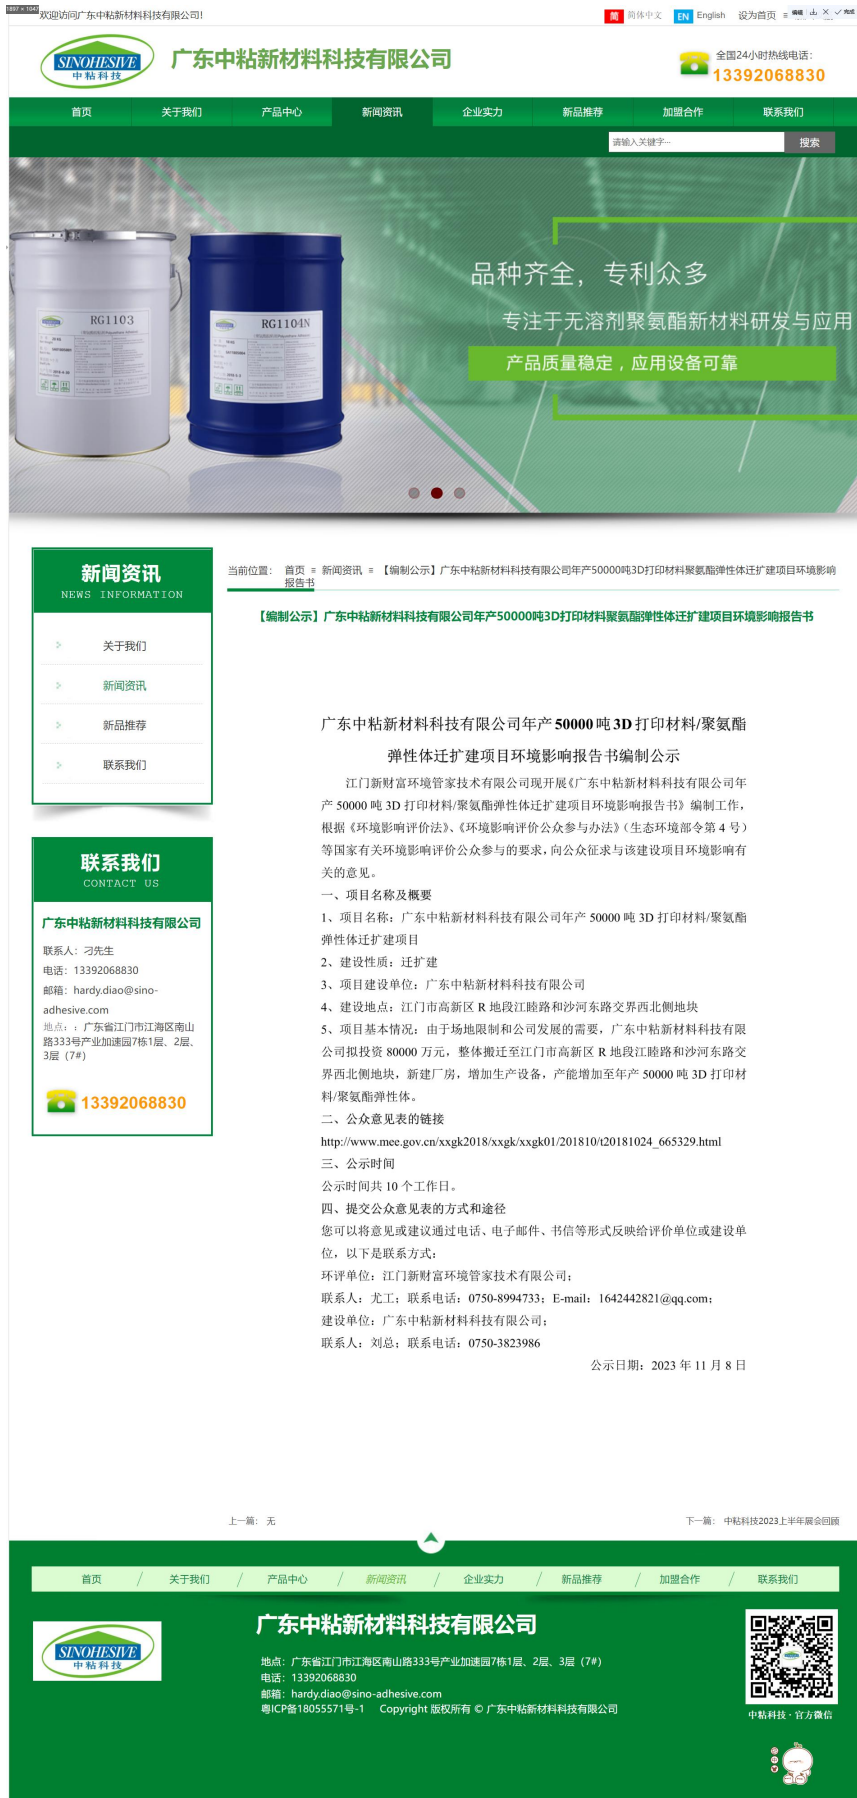 1897 × 1047
欢迎访问广东中粘新材料科技有限公司!
简 简体中文 EN English 设为首页 ≡
编辑 完成
SINOHESIVE
中粘科技
广东中粘新材料科技有限公司
全国24小时热线电话:
13392068830
首页 关于我们 产品中心 新闻资讯 企业实力 新品推荐 加盟合作 联系我们
请输入关键字... 搜索
RG1103
RG1104N
品种齐全，专利众多
专注于无溶剂聚氨酯新材料研发与应用
产品质量稳定，应用设备可靠
新闻资讯
NEWS INFORMATION
关于我们
新闻资讯
新品推荐
联系我们
联系我们
CONTACT US
广东中粘新材料科技有限公司
联系人：刁先生
电话：13392068830
邮箱：hardy.diao@sino-
adhesive.com
地点：：广东省江门市江海区南山
路333号产业加速园7栋1层、2层、
3层（7#）
13392068830
当前位置： 首页 ≡ 新闻资讯 ≡ 【编制公示】广东中粘新材料科技有限公司年产50000吨3D打印材料聚氨酯弹性体迁扩建项目环境影响
报告书
【编制公示】广东中粘新材料科技有限公司年产50000吨3D打印材料聚氨酯弹性体迁扩建项目环境影响报告书
广东中粘新材料科技有限公司年产 50000 吨 3D 打印材料/聚氨酯
弹性体迁扩建项目环境影响报告书编制公示
江门新财富环境管家技术有限公司现开展《广东中粘新材料科技有限公司年
产 50000 吨 3D 打印材料/聚氨酯弹性体迁扩建项目环境影响报告书》编制工作，
根据《环境影响评价法》、《环境影响评价公众参与办法》（生态环境部令第 4 号）
等国家有关环境影响评价公众参与的要求，向公众征求与该建设项目环境影响有
关的意见。
一、项目名称及概要
1、项目名称：广东中粘新材料科技有限公司年产 50000 吨 3D 打印材料/聚氨酯
弹性体迁扩建项目
2、建设性质：迁扩建
3、项目建设单位：广东中粘新材料科技有限公司
4、建设地点：江门市高新区 R 地段江睦路和沙河东路交界西北侧地块
5、项目基本情况：由于场地限制和公司发展的需要，广东中粘新材料科技有限
公司拟投资 80000 万元，整体搬迁至江门市高新区 R 地段江睦路和沙河东路交
界西北侧地块，新建厂房，增加生产设备，产能增加至年产 50000 吨 3D 打印材
料/聚氨酯弹性体。
二、公众意见表的链接
http://www.mee.gov.cn/xxgk2018/xxgk/xxgk01/201810/t20181024_665329.html
三、公示时间
公示时间共 10 个工作日。
四、提交公众意见表的方式和途径
您可以将意见或建议通过电话、电子邮件、书信等形式反映给评价单位或建设单
位，以下是联系方式：
环评单位：江门新财富环境管家技术有限公司；
联系人：尤工；联系电话：0750-8994733；E-mail：1642442821@qq.com；
建设单位：广东中粘新材料科技有限公司；
联系人：刘总；联系电话：0750-3823986
公示日期：2023 年 11 月 8 日
上一篇： 无
下一篇： 中粘科技2023上半年展会回顾
首页 / 关于我们 / 产品中心 / 新闻资讯 / 企业实力 / 新品推荐 / 加盟合作 / 联系我们
SINOHESIVE
中粘科技
广东中粘新材料科技有限公司
地点：广东省江门市江海区南山路333号产业加速园7栋1层、2层、3层（7#）
电话：13392068830
邮箱：hardy.diao@sino-adhesive.com
粤ICP备18055571号-1 Copyright 版权所有 © 广东中粘新材料科技有限公司
中粘科技 · 官方微信